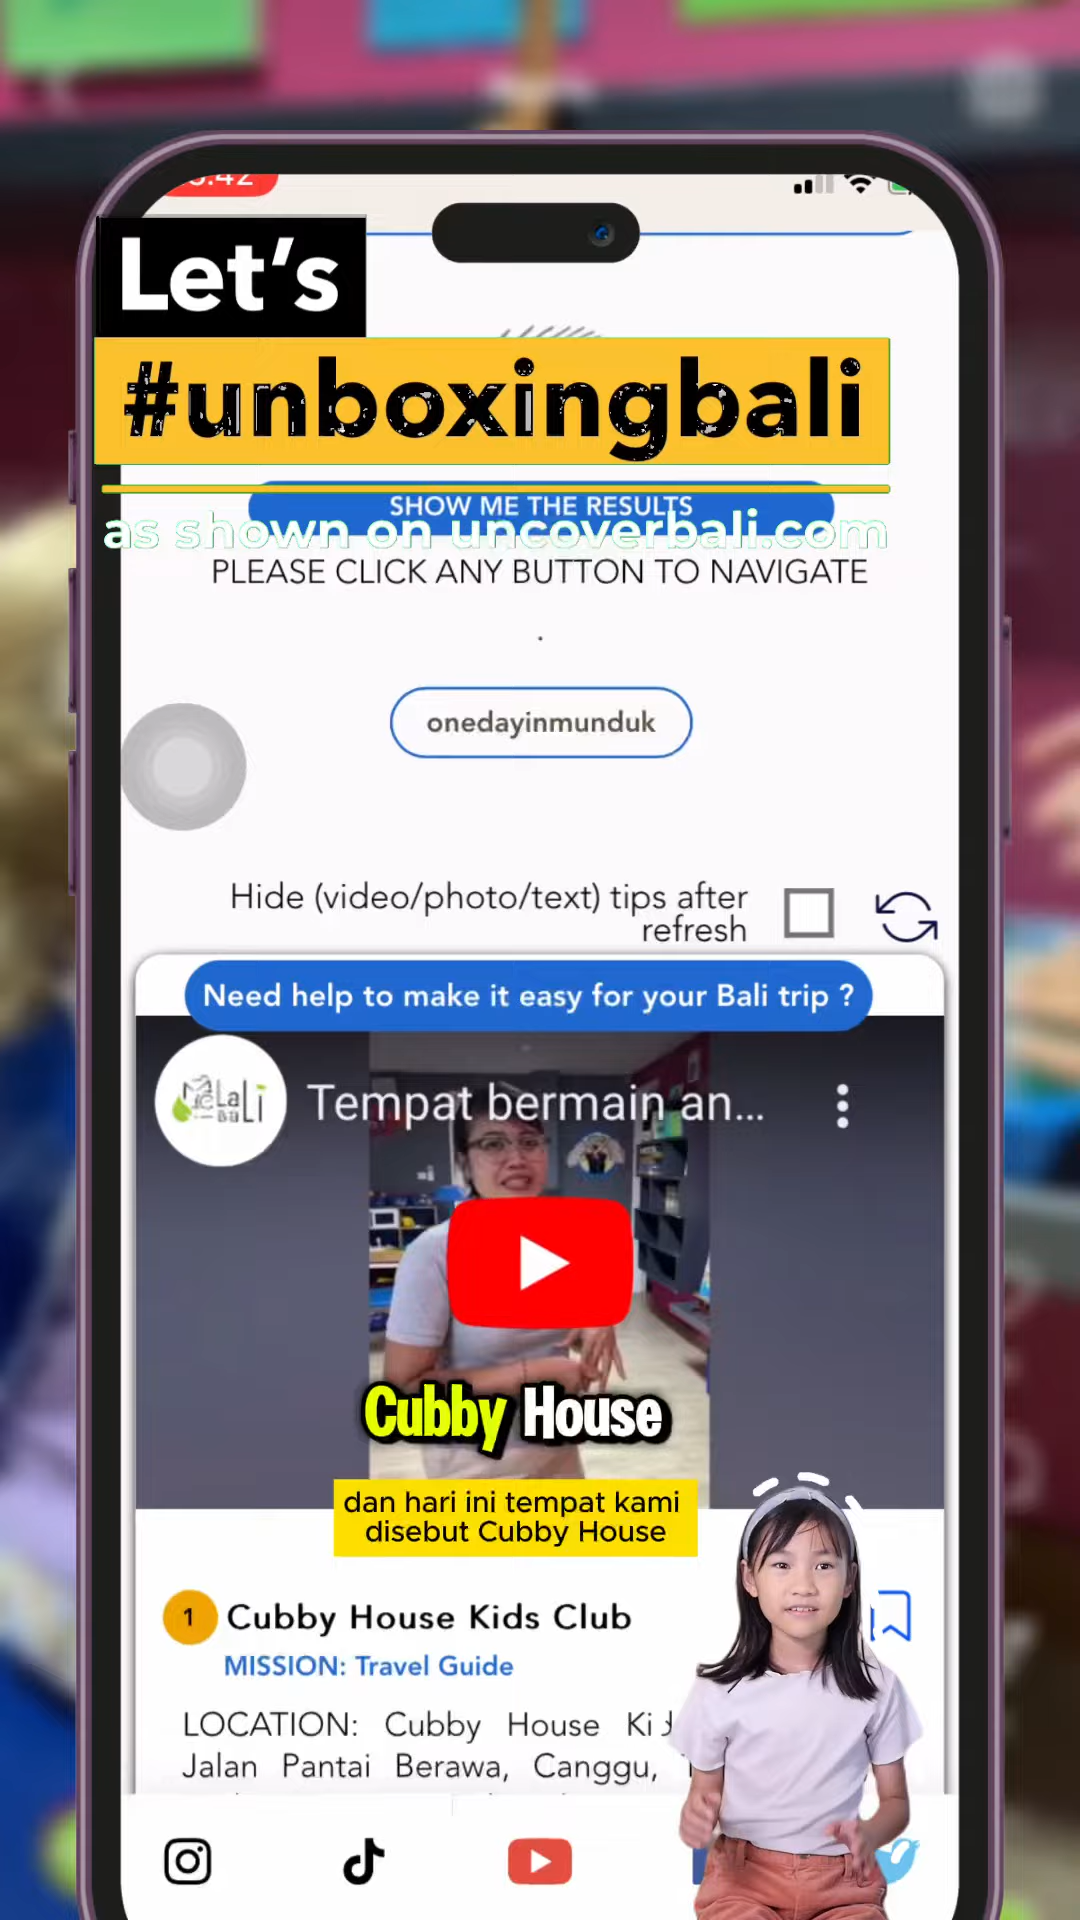 Let's
#unboxingbali
SHOW ME THE RESULTS
as shown on uncoverbali.com
PLEASE CLICK ANY BUTTON TO NAVIGATE
.
onedayinmunduk
Hide (video/photo/text) tips after
refresh
Need help to make it easy for your Bali trip ?
MeLaLi
BaLi
Tempat bermain an...
Cubby House
dan hari ini tempat kami
disebut Cubby House
1 Cubby House Kids Club
MISSION: Travel Guide
LOCATION: Cubby House
Jalan Pantai Berawa, Canggu,